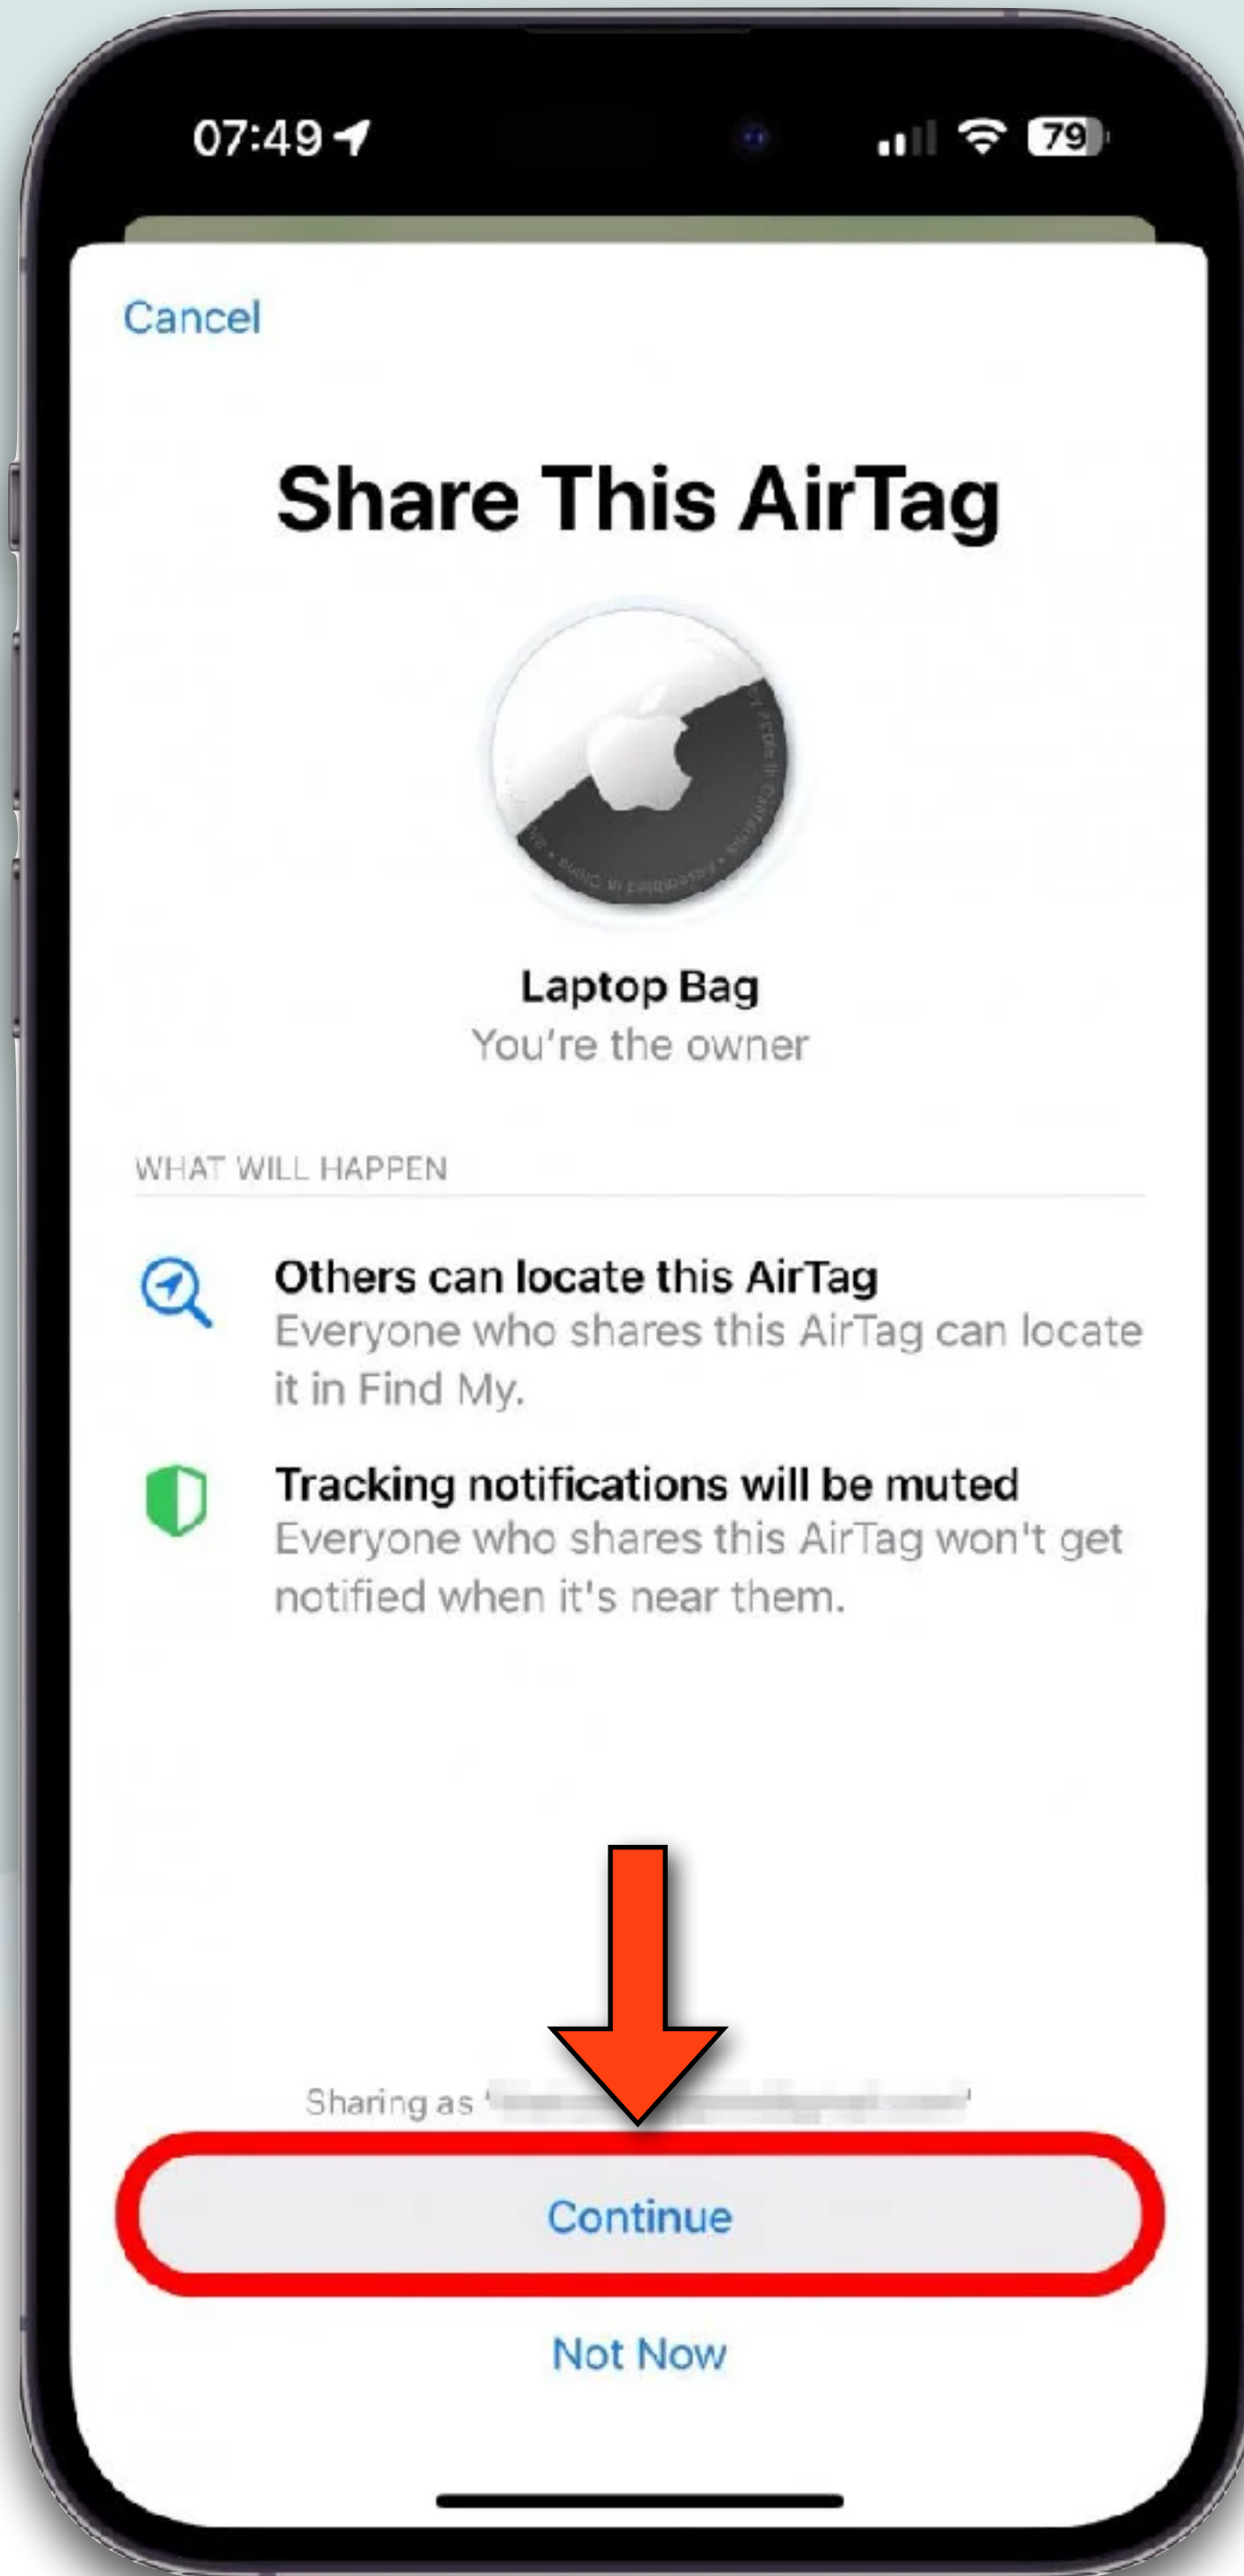 07:49
79
Cancel
Share This AirTag
Laptop Bag
You're the owner
WHAT WILL HAPPEN
Others can locate this AirTag
Everyone who shares this AirTag can locate
it in Find My.
Tracking notifications will be muted
Everyone who shares this AirTag won't get
notified when it's near them.
Sharing as
Continue
Not Now